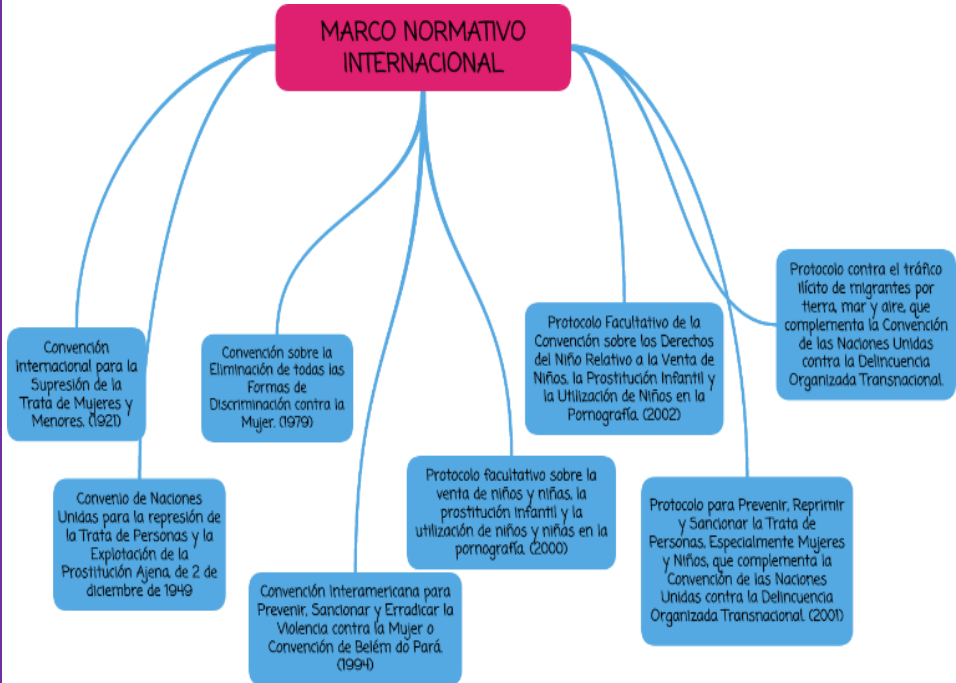 MARCO NORMATIVO
INTERNACIONAL
Convención
Internacional para la
Supresión de la
Trata de Mujeres y
Menores. (1921)
Convenio de Naciones
Unidas para la represión de
la Trata de Personas y la
Explotación de la
Prostitución Ajena, de 2 de
diciembre de 1949
Convención sobre la
Eliminación de todas las
Formas de
Discriminación contra la
Mujer. (1979)
Convención Interamericana para
Prevenir, Sancionar y Erradicar la
Violencia contra la Mujer o
Convención de Belém do Pará.
(1994)
Protocolo facultativo sobre la
venta de niños y niñas, la
prostitución infantil y la
utilización de niños y niñas en la
pornografía. (2000)
Protocolo Facultativo de la
Convención sobre los Derechos
del Niño Relativo a la Venta de
Niños, la Prostitución Infantil y
la Utilización de Niños en la
Pornografía. (2002)
Protocolo para Prevenir, Reprimir
y Sancionar la Trata de
Personas, Especialmente Mujeres
y Niños, que complementa la
Convención de las Naciones
Unidas contra la Delincuencia
Organizada Transnacional. (2001)
Protocolo contra el tráfico
ilícito de migrantes por
tierra, mar y aire, que
complementa la Convención
de las Naciones Unidas
contra la Delincuencia
Organizada Transnacional.